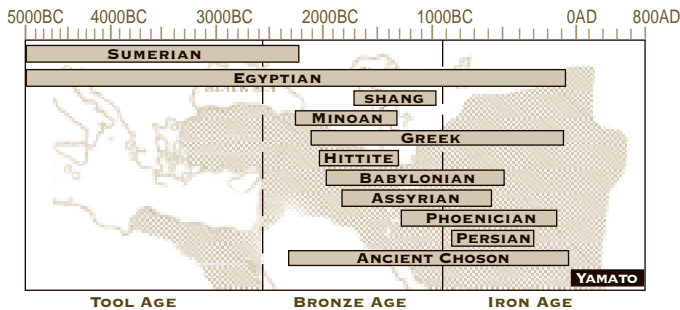 5000BC 4000BC 3000BC 2000BC 1000BC 0AD 800AD
SUMERIAN
EGYPTIAN
SHANG
MINOAN
GREEK
HITTITE
BABYLONIAN
ASSYRIAN
PHOENICIAN
PERSIAN
ANCIENT CHOSON
YAMATO
TOOL AGE BRONZE AGE IRON AGE